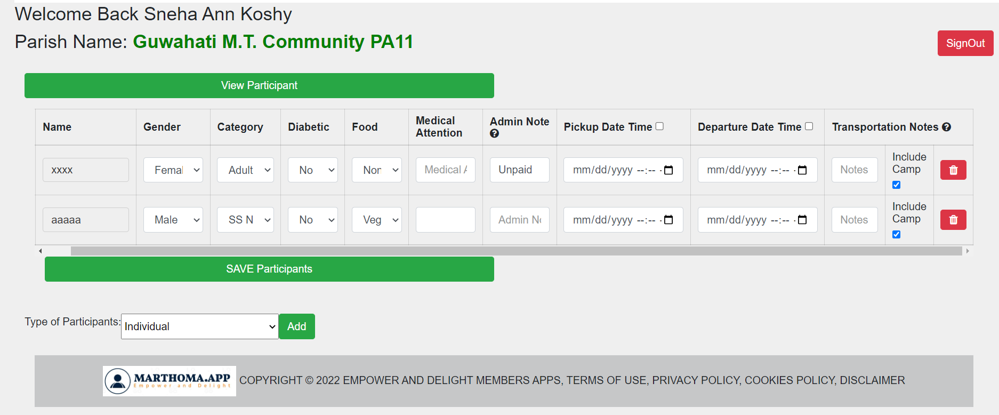 Welcome Back Sneha Ann Koshy
Parish Name: Guwahati M.T. Community PA11
SignOut
View Participant
Name Gender Category Diabetic Food Medical Attention Admin Note Pickup Date Time Departure Date Time Transportation Notes
xxxx Femal Adult No Non Medical A Unpaid mm/dd/yyyy --:-- - mm/dd/yyyy --:-- - Notes Include Camp
aaaaa Male SS N No Veg Admin No mm/dd/yyyy --:-- - mm/dd/yyyy --:-- - Notes Include Camp
SAVE Participants
Type of Participants: Individual Add
MARTHOMA.APP
Empower and Delight
COPYRIGHT © 2022 EMPOWER AND DELIGHT MEMBERS APPS, TERMS OF USE, PRIVACY POLICY, COOKIES POLICY, DISCLAIMER